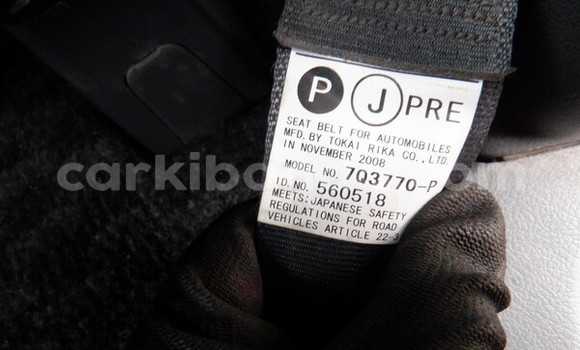 P J PRE
SEAT BELT FOR AUTOMOBILES
MFD. BY TOKAI RIKA CO., LTD.
IN NOVEMBER 2008
MODEL NO. 7Q3770-P
ID. NO. 560518
MEETS: JAPANESE SAFETY
REGULATIONS FOR ROAD
VEHICLES ARTICLE 22-3